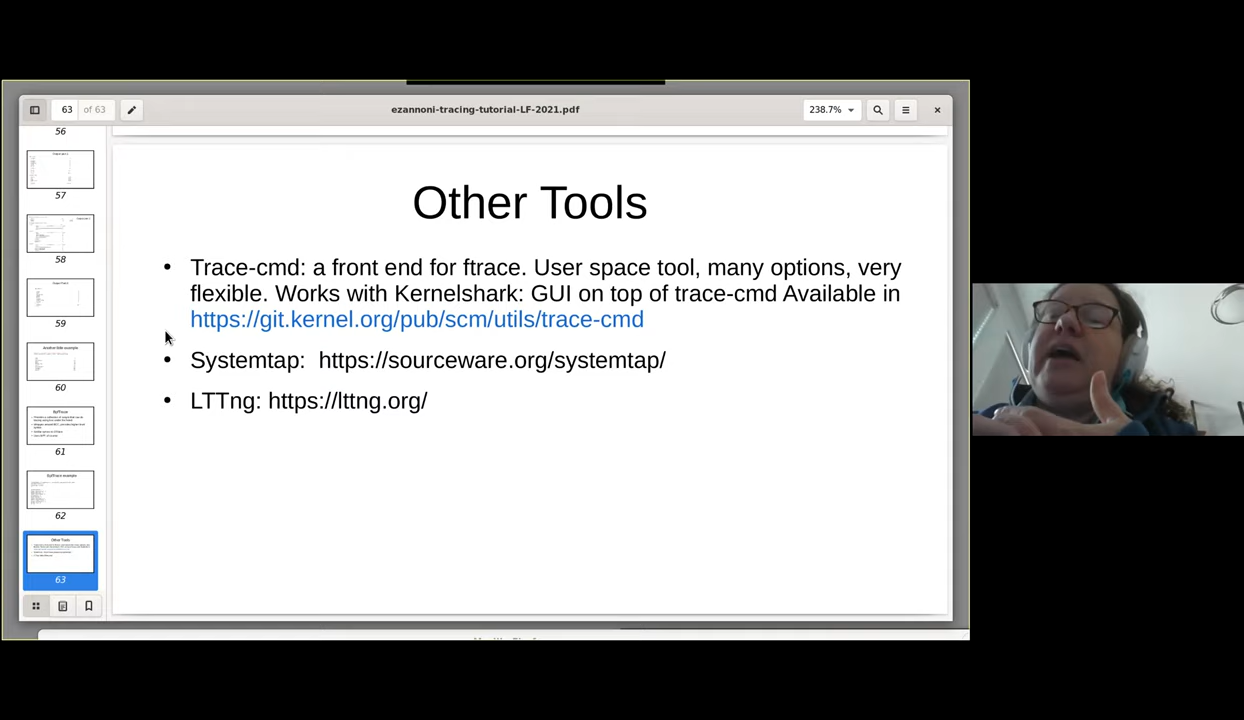 63 of 63
ezannoni-tracing-tutorial-LF-2021.pdf
238.7%
56
57
58
59
60
61
62
Other Tools
63
Other Tools
• Trace-cmd: a front end for ftrace. User space tool, many options, very
flexible. Works with Kernelshark: GUI on top of trace-cmd Available in
https://git.kernel.org/pub/scm/utils/trace-cmd
• Systemtap:  https://sourceware.org/systemtap/
• LTTng: https://lttng.org/